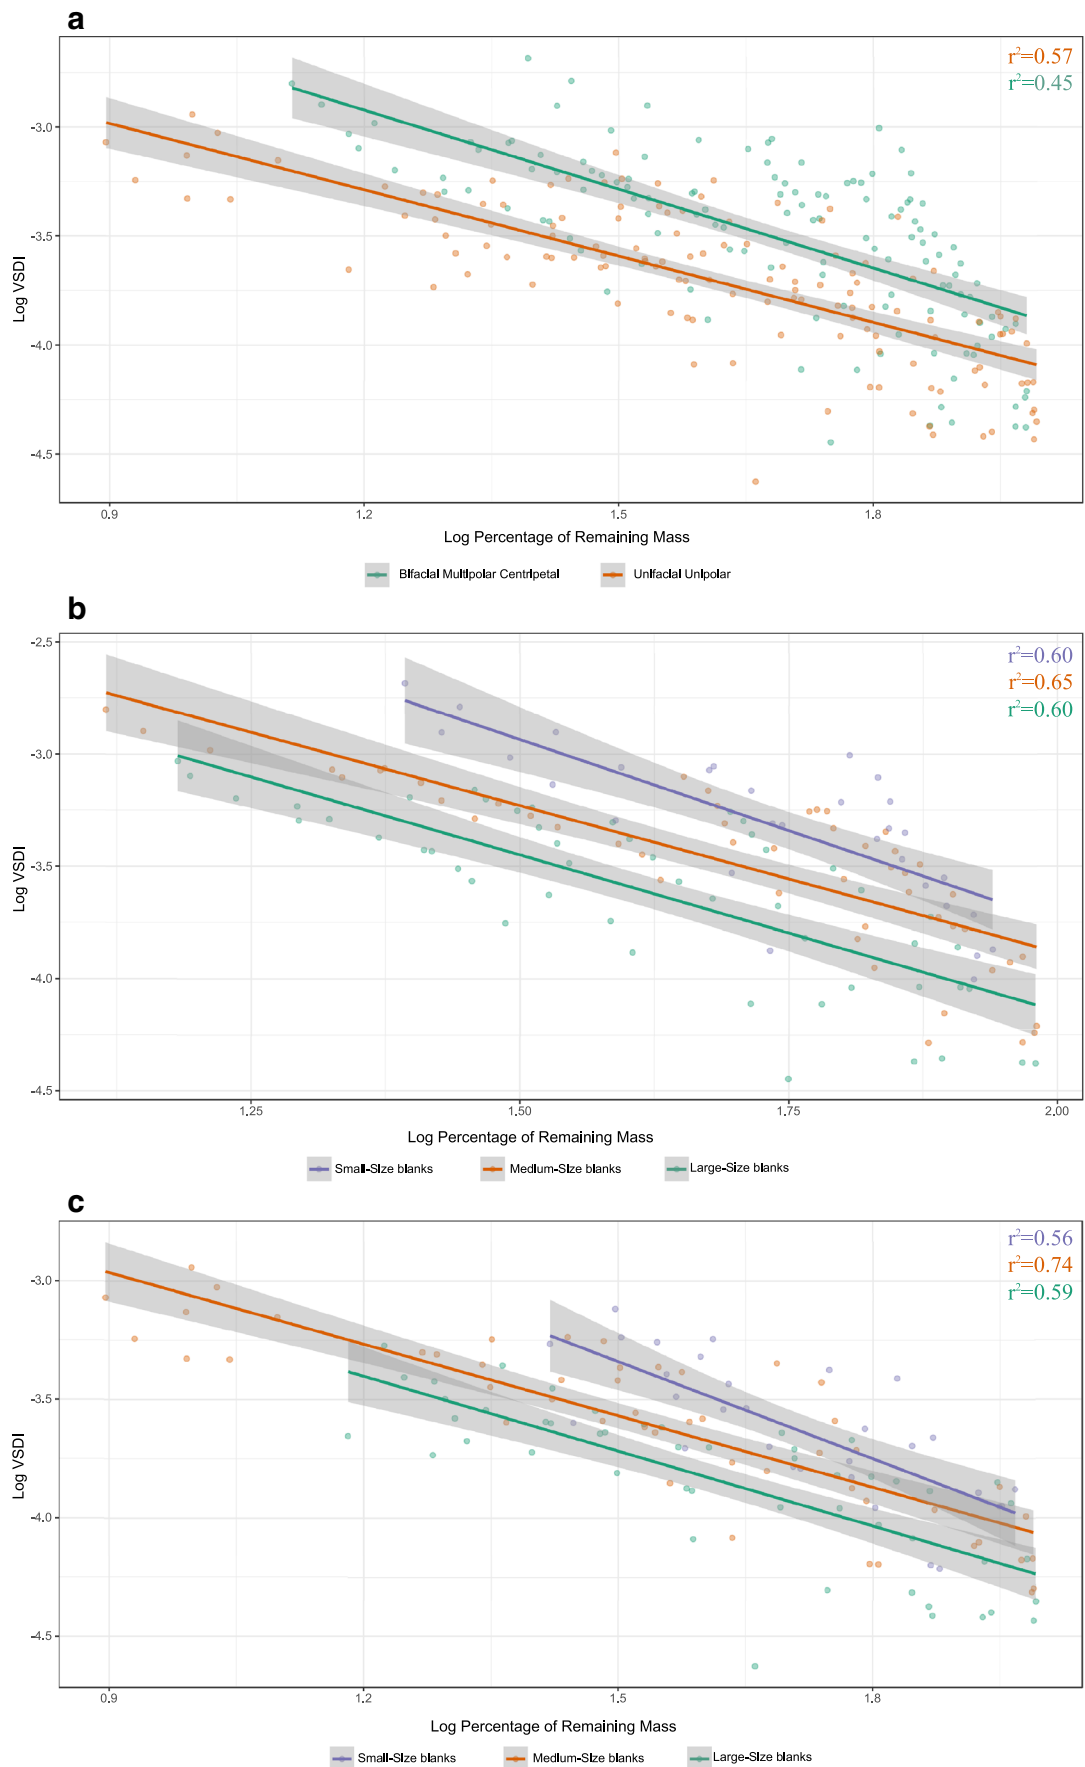 a
r²=0.57
r²=0.45
-3.0
-3.5
-4.0
-4.5
Log VSDI
0.9 1.2 1.5 1.8
Log Percentage of Remaining Mass
Bifacial Multipolar Centripetal Unifacial Unipolar
b
r²=0.60
r²=0.65
r²=0.60
-2.5
-3.0
-3.5
-4.0
-4.5
Log VSDI
1.25 1.50 1.75 2.00
Log Percentage of Remaining Mass
Small-Size blanks Medium-Size blanks Large-Size blanks
c
r²=0.56
r²=0.74
r²=0.59
-3.0
-3.5
-4.0
-4.5
Log VSDI
0.9 1.2 1.5 1.8
Log Percentage of Remaining Mass
Small-Size blanks Medium-Size blanks Large-Size blanks